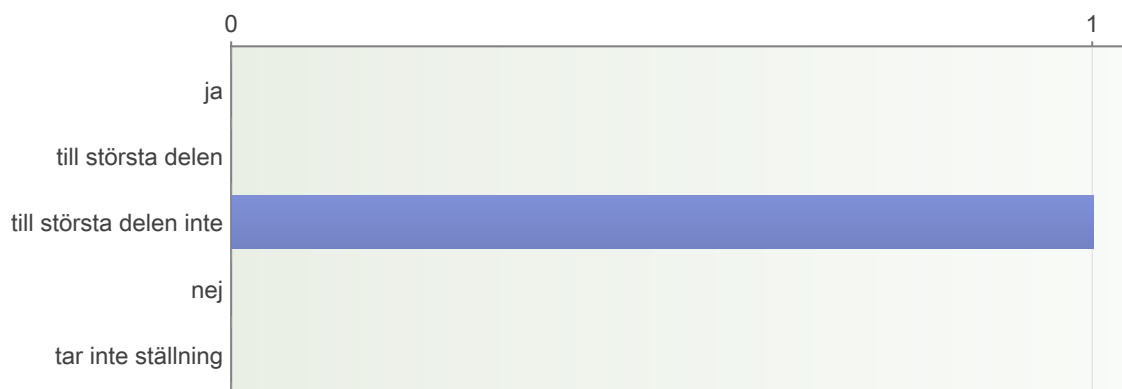 0 1
ja
till största delen
till största delen inte
nej
tar inte ställning